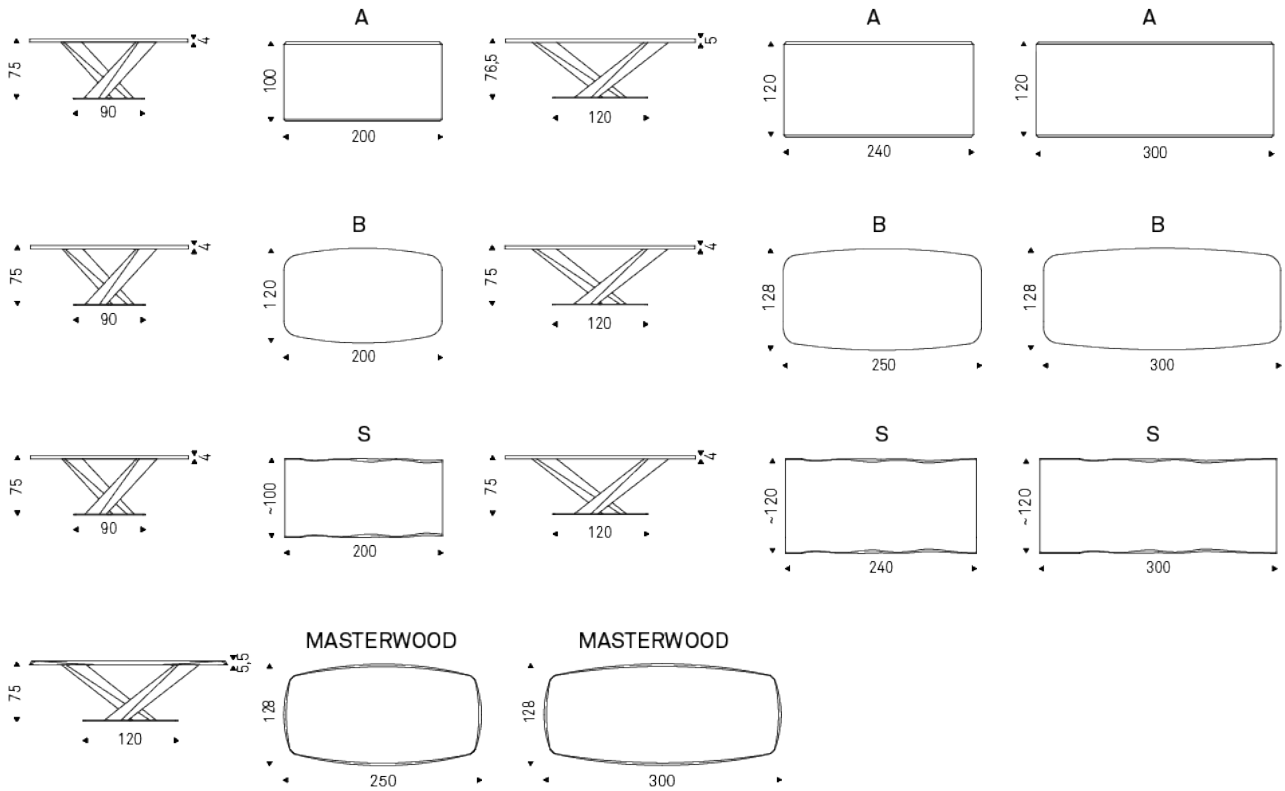 A A A
75 4 100 76,5 5 120 120
90 200 120 240 300
B B B
75 4 120 75 4 128 128
90 200 120 250 300
S S S
75 4 ~100 75 4 ~120 ~120
90 200 120 240 300
MASTERWOOD MASTERWOOD
75 5,5 128 128
120 250 300